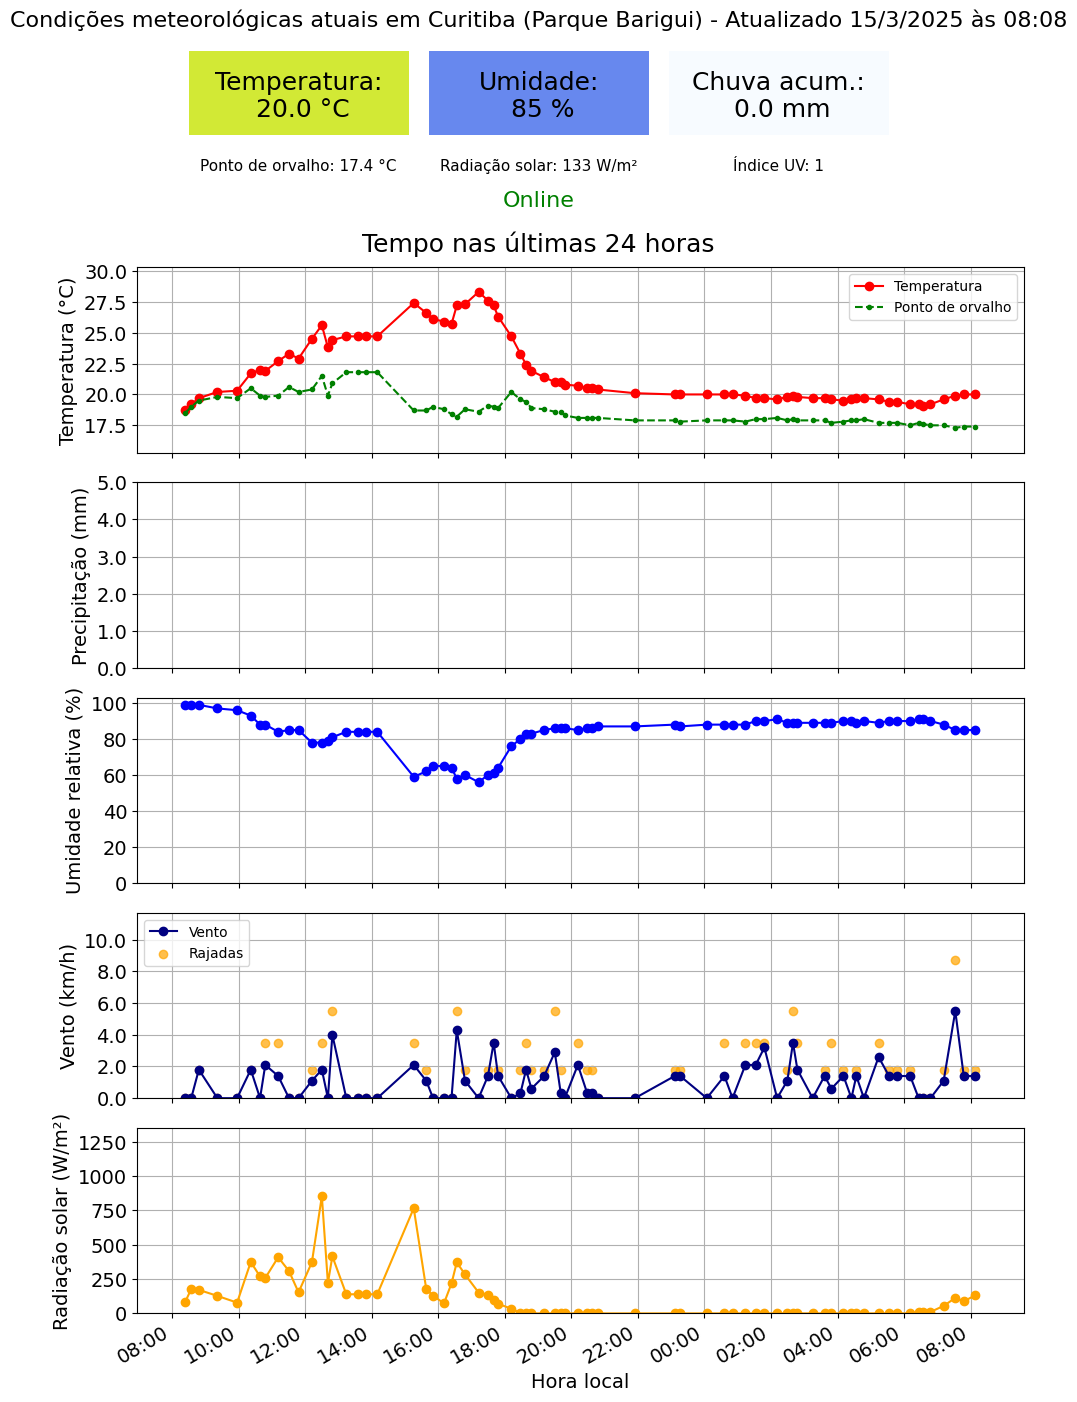 Condições meteorológicas atuais em Curitiba (Parque Barigui) - Atualizado 15/3/2025 às 08:08
Temperatura:
20.0 °C
Umidade:
85 %
Chuva acum.:
0.0 mm
Ponto de orvalho: 17.4 °C
Radiação solar: 133 W/m²
Índice UV: 1
Online
Tempo nas últimas 24 horas
Temperatura (°C)
30.0
27.5
25.0
22.5
20.0
17.5
Temperatura
Ponto de orvalho
Precipitação (mm)
5.0
4.0
3.0
2.0
1.0
0.0
Umidade relativa (%)
100
80
60
40
20
0
Vento (km/h)
10.0
8.0
6.0
4.0
2.0
0.0
Vento
Rajadas
Radiação solar (W/m²)
1250
1000
750
500
250
0
08:00
10:00
12:00
14:00
16:00
18:00
20:00
22:00
00:00
02:00
04:00
06:00
08:00
Hora local